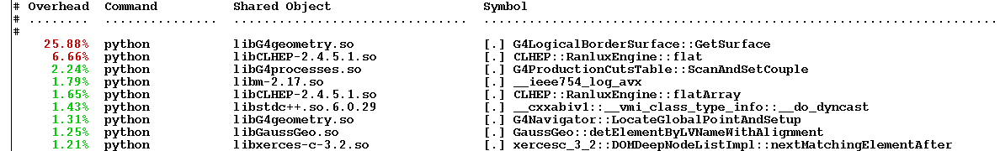 # Overhead  Command          Shared Object                   Symbol
# ........  ...............  ..............................  .............................................................
#
    25.88%  python           libG4geometry.so                [.] G4LogicalBorderSurface::GetSurface
     6.66%  python           libCLHEP-2.4.5.1.so             [.] CLHEP::RanluxEngine::flat
     2.24%  python           libG4processes.so               [.] G4ProductionCutsTable::ScanAndSetCouple
     1.79%  python           libm-2.17.so                    [.] __ieee754_log_avx
     1.65%  python           libCLHEP-2.4.5.1.so             [.] CLHEP::RanluxEngine::flatArray
     1.43%  python           libstdc++.so.6.0.29             [.] __cxxabiv1::__vmi_class_type_info::__do_dyncast
     1.31%  python           libG4geometry.so                [.] G4Navigator::LocateGlobalPointAndSetup
     1.25%  python           libGaussGeo.so                  [.] GaussGeo::detElementByLVNameWithAlignment
     1.21%  python           libxerces-c-3.2.so              [.] xercesc_3_2::DOMDeepNodeListImpl::nextMatchingElementAfter